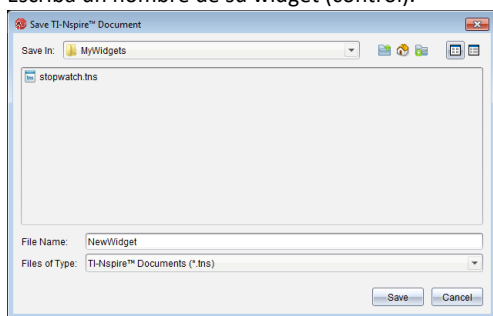 Escriba un nombre de su widget (control).
Save TI-Nspire™ Document
Save In: MyWidgets
stopwatch.tns
File Name: NewWidget
Files of Type: TI-Nspire™ Documents (*.tns)
Save Cancel